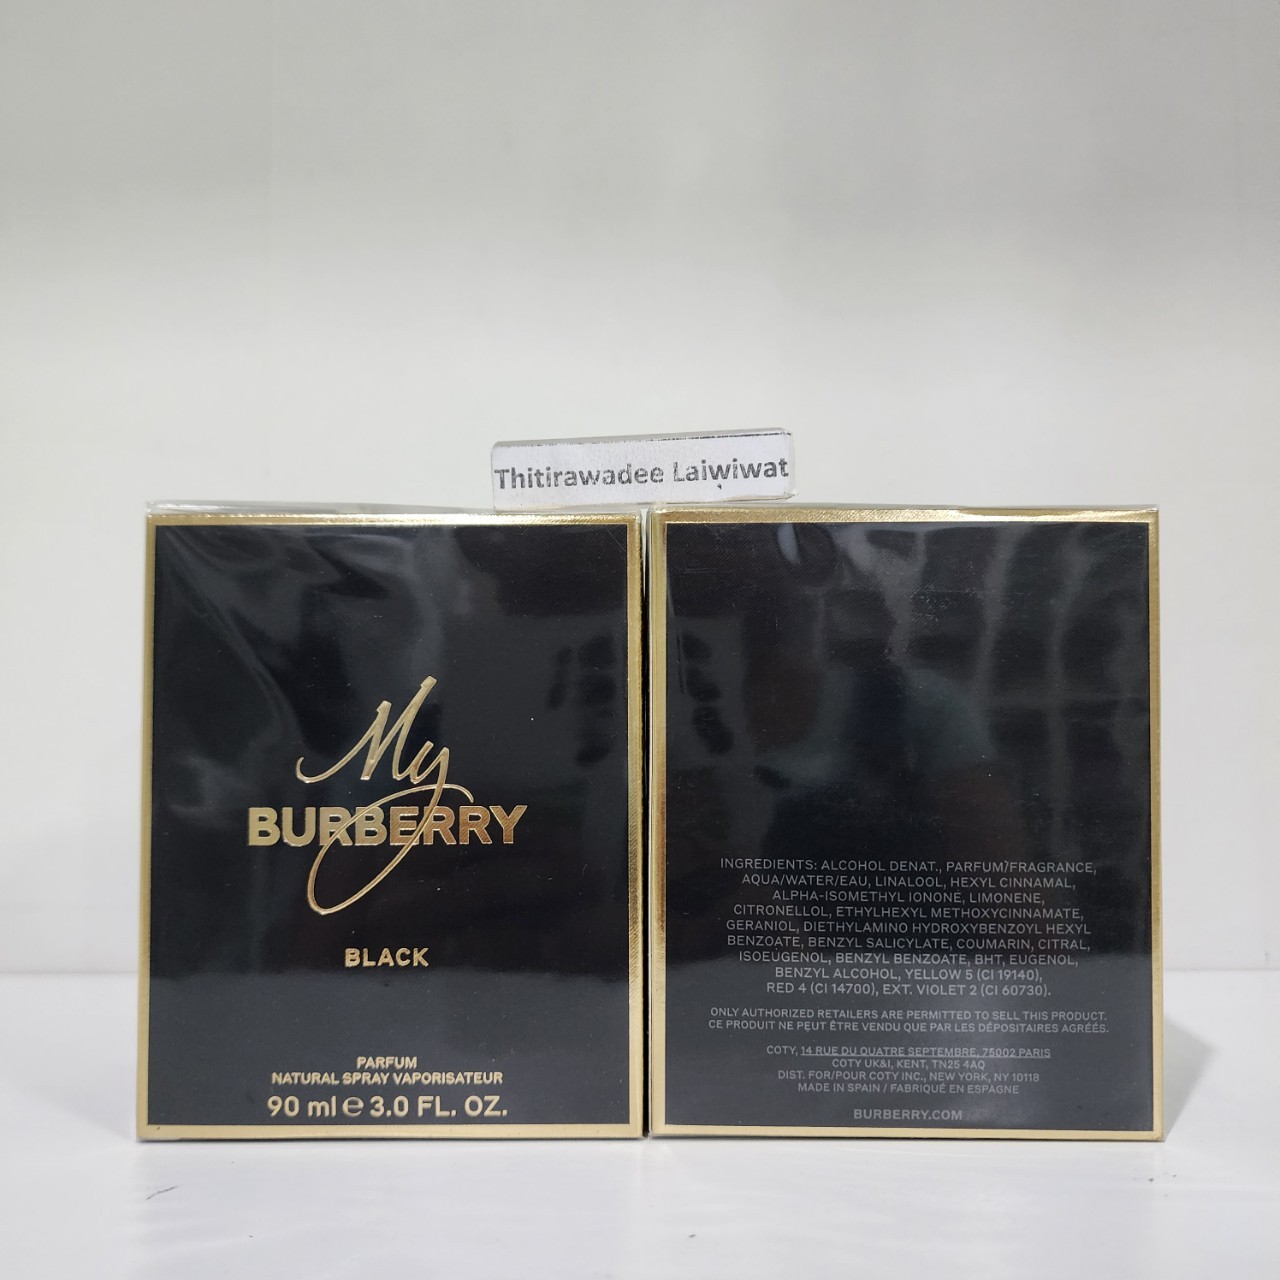 Thitirawadee Laiwiwat
My
BURBERRY
BLACK
PARFUM
NATURAL SPRAY VAPORISATEUR
90 ml e 3.0 FL. OZ.
INGREDIENTS: ALCOHOL DENAT., PARFUM/FRAGRANCE,
AQUA/WATER/EAU, LINALOOL, HEXYL CINNAMAL,
ALPHA-ISOMETHYL IONONE, LIMONENE,
CITRONELLOL, ETHYLHEXYL METHOXYCINNAMATE,
GERANIOL, DIETHYLAMINO HYDROXYBENZOYL HEXYL
BENZOATE, BENZYL SALICYLATE, COUMARIN, CITRAL,
ISOEUGENOL, BENZYL BENZOATE, BHT, EUGENOL,
BENZYL ALCOHOL, YELLOW 5 (CI 19140),
RED 4 (CI 14700), EXT. VIOLET 2 (CI 60730).
ONLY AUTHORIZED RETAILERS ARE PERMITTED TO SELL THIS PRODUCT.
CE PRODUIT NE PEUT ÊTRE VENDU QUE PAR LES DÉPOSITAIRES AGRÉÉS.
COTY, 14 RUE DU QUATRE SEPTEMBRE, 75002 PARIS
COTY UK&I, KENT, TN25 4AQ
DIST. FOR/POUR COTY INC., NEW YORK, NY 10118
MADE IN SPAIN / FABRIQUÉ EN ESPAGNE
BURBERRY.COM